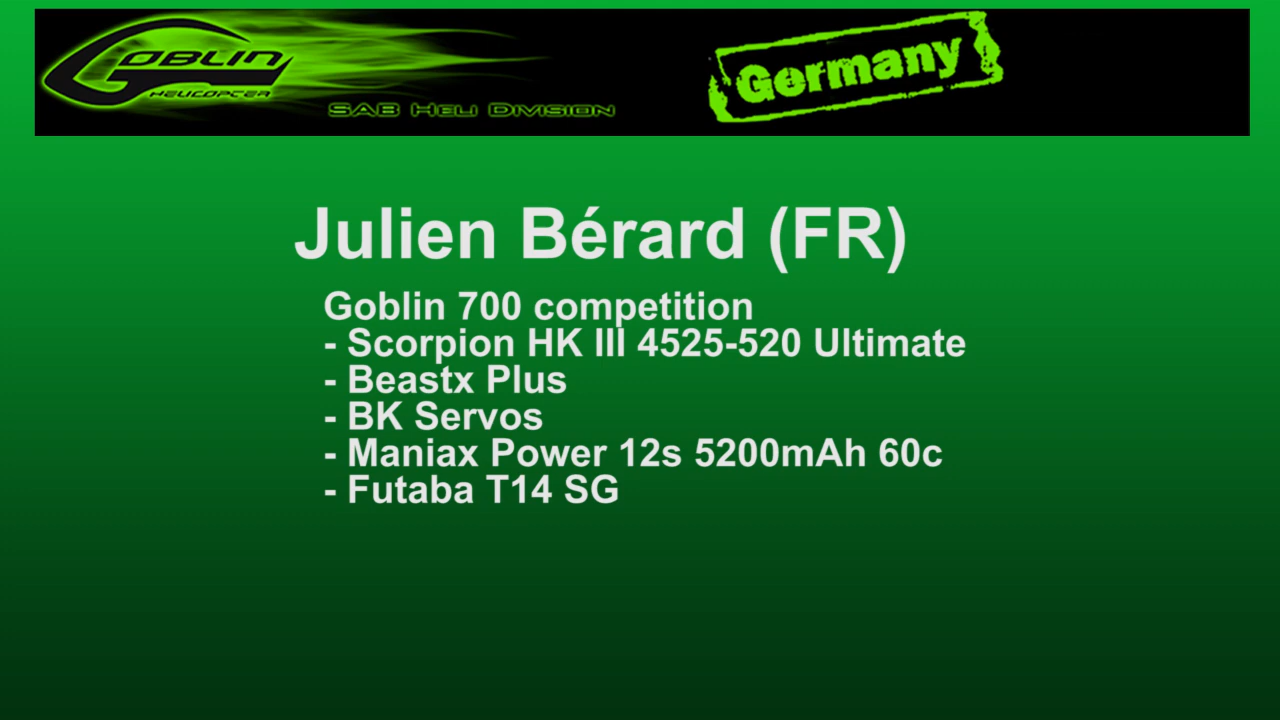 GOBLIN
HELICOPTER
SAB HELI DIVISION
Germany
Julien Bérard (FR)
Goblin 700 competition
- Scorpion HK III 4525-520 Ultimate
- Beastx Plus
- BK Servos
- Maniax Power 12s 5200mAh 60c
- Futaba T14 SG